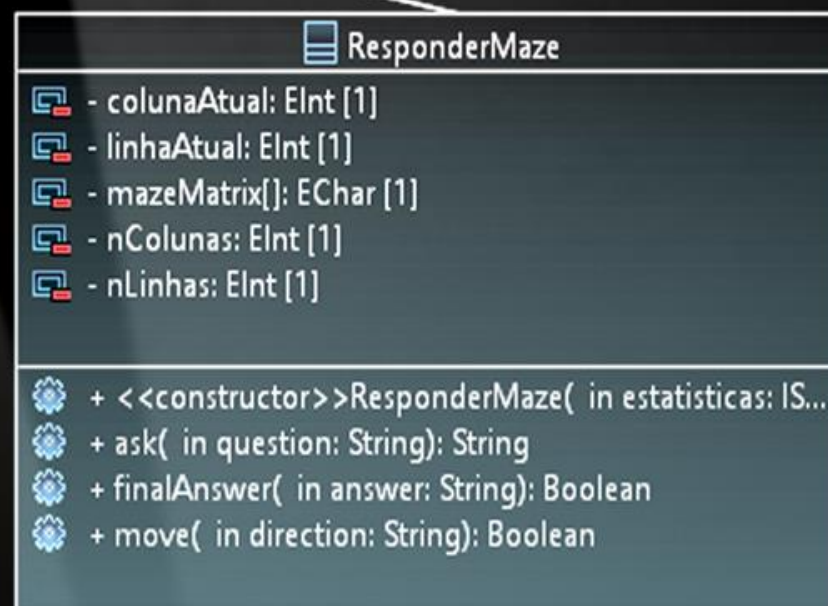 ResponderMaze
- colunaAtual: EInt [1]
- linhaAtual: EInt [1]
- mazeMatrix[]: EChar [1]
- nColunas: EInt [1]
- nLinhas: EInt [1]
+ <<constructor>>ResponderMaze( in estatisticas: IS...
+ ask( in question: String): String
+ finalAnswer( in answer: String): Boolean
+ move( in direction: String): Boolean